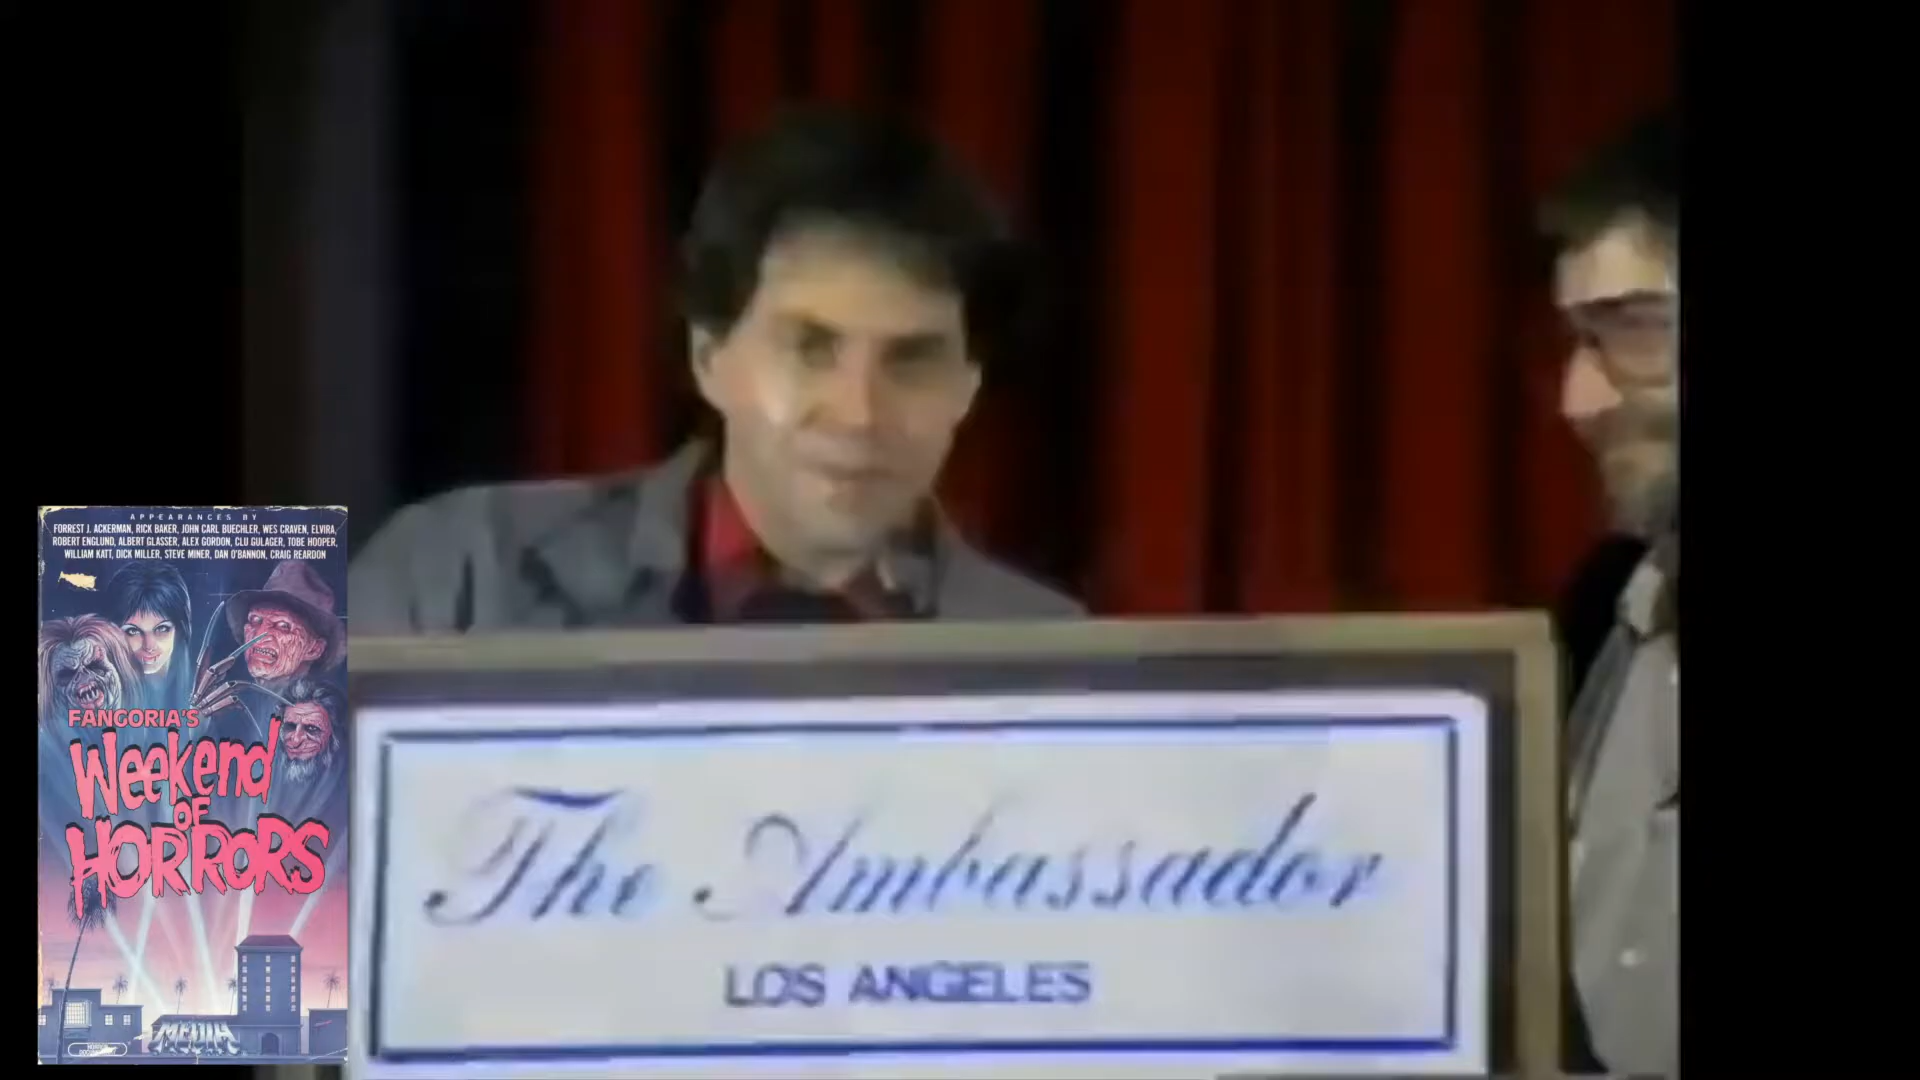 APPEARANCES BY
FORREST J. ACKERMAN, RICK BAKER, JOHN CARL BUECHLER, WES CRAVEN, ELVIRA,
ROBERT ENGLUND, ALBERT GLASSER, ALEX GORDON, CLU GULAGER, TOBE HOOPER,
WILLIAM KATT, DICK MILLER, STEVE MINER, DAN O'BANNON, CRAIG REARDON
FANGORIA'S
Weekend
OF
HORRORS
MEDIA
The Ambassador
LOS ANGELES